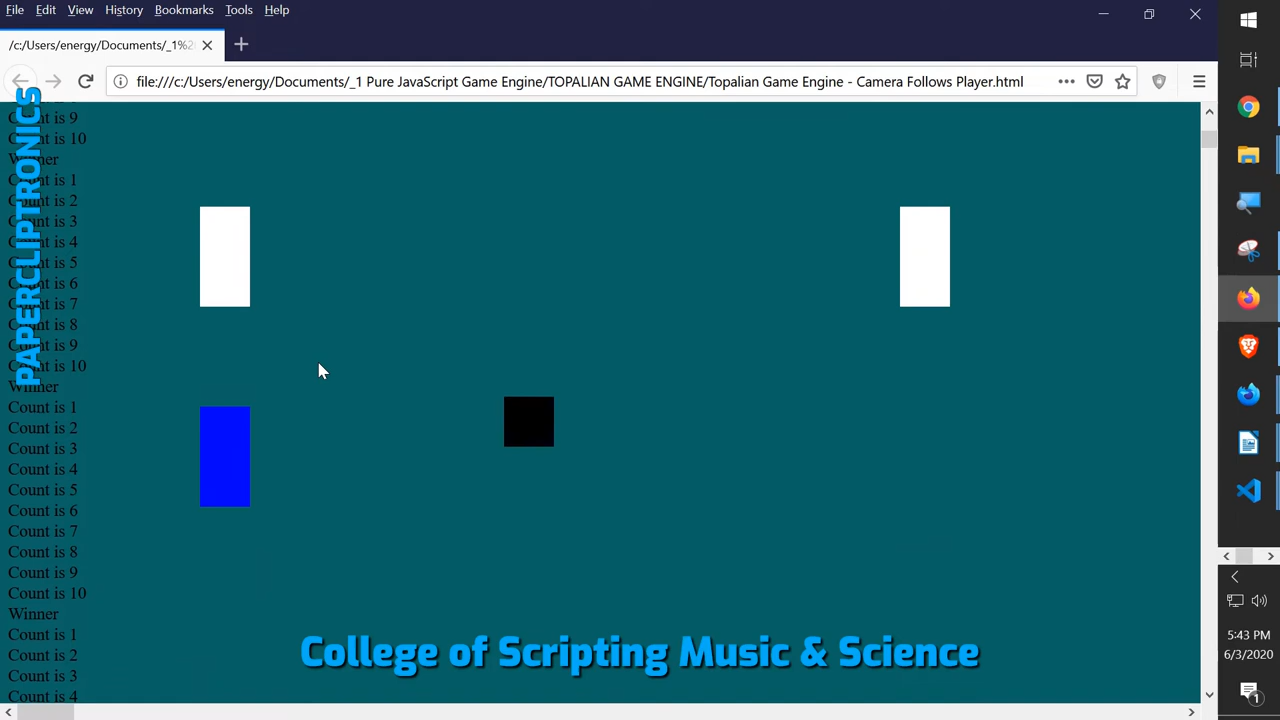 File Edit View History Bookmarks Tools Help
/c:/Users/energy/Documents/_1%2
file:///c:/Users/energy/Documents/_1 Pure JavaScript Game Engine/TOPALIAN GAME ENGINE/Topalian Game Engine - Camera Follows Player.html
Count is 9
Count is 10
Winner
Count is 1
Count is 2
Count is 3
Count is 4
Count is 5
Count is 6
Count is 7
Count is 8
Count is 9
Count is 10
Winner
Count is 1
Count is 2
Count is 3
Count is 4
Count is 5
Count is 6
Count is 7
Count is 8
Count is 9
Count is 10
Winner
Count is 1
Count is 2
Count is 3
Count is 4
PAPERCLIPTRONICS
College of Scripting Music & Science
5:43 PM
6/3/2020
1